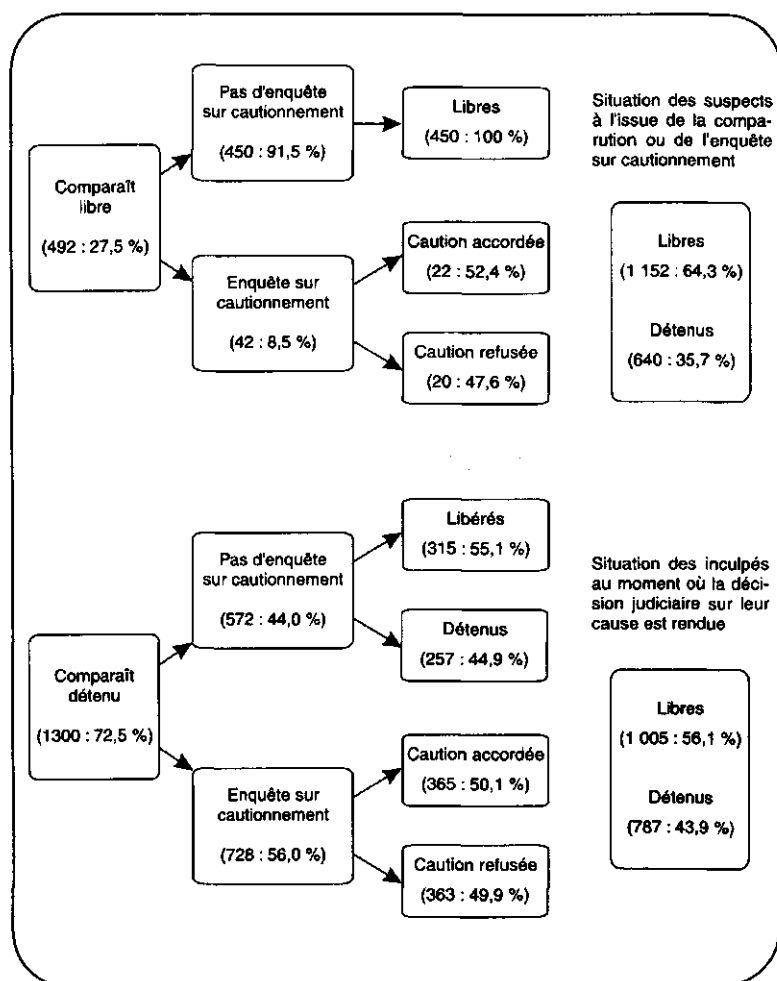 Comparaît
libre
(492 : 27,5 %)
Pas d'enquête
sur cautionnement
(450 : 91,5 %)
Libres
(450 : 100 %)
Enquête sur
cautionnement
(42 : 8,5 %)
Caution accordée
(22 : 52,4 %)
Caution refusée
(20 : 47,6 %)
Situation des suspects
à l'issue de la compa-
rution ou de l'enquête
sur cautionnement
Libres
(1 152 : 64,3 %)
Détenus
(640 : 35,7 %)
Comparaît
détenu
(1300 : 72,5 %)
Pas d'enquête
sur cautionnement
(572 : 44,0 %)
Libérés
(315 : 55,1 %)
Détenus
(257 : 44,9 %)
Enquête sur
cautionnement
(728 : 56,0 %)
Caution accordée
(365 : 50,1 %)
Caution refusée
(363 : 49,9 %)
Situation des inculpés
au moment où la déci-
sion judiciaire sur leur
cause est rendue
Libres
(1 005 : 56,1 %)
Détenus
(787 : 43,9 %)